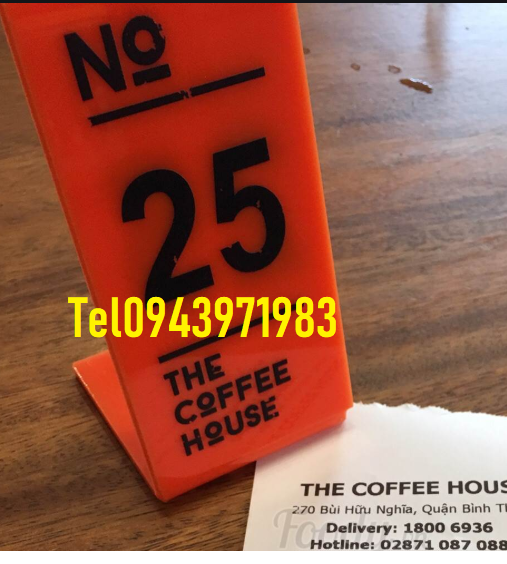 No
25
Tel0943971983
THE
COFFEE
HOUSE
THE COFFEE HOUS
270 Bùi Hữu Nghĩa, Quận Bình Th
Delivery: 1800 6936
Hotline: 02871 087 088